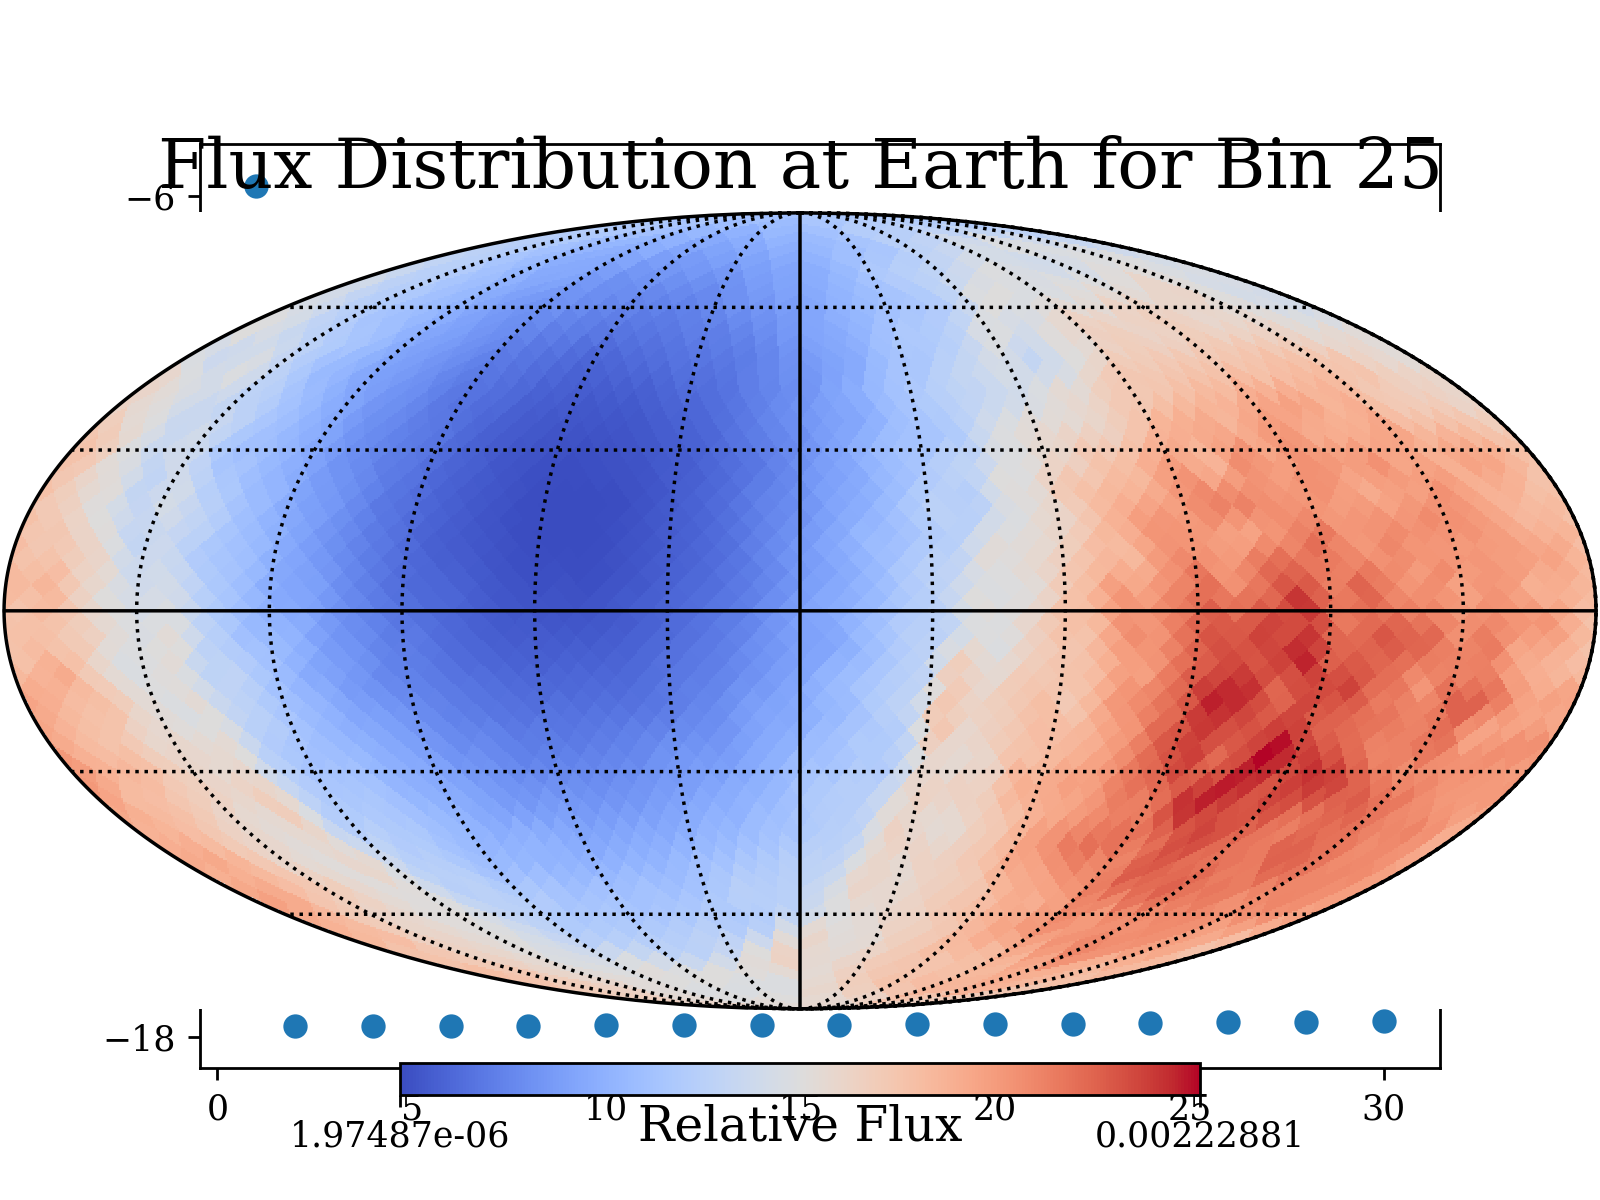 Flux Distribution at Earth for Bin 25
−6
−18
0 5 10 15 20 25 30
Relative Flux
1.97487e-06 0.00222881